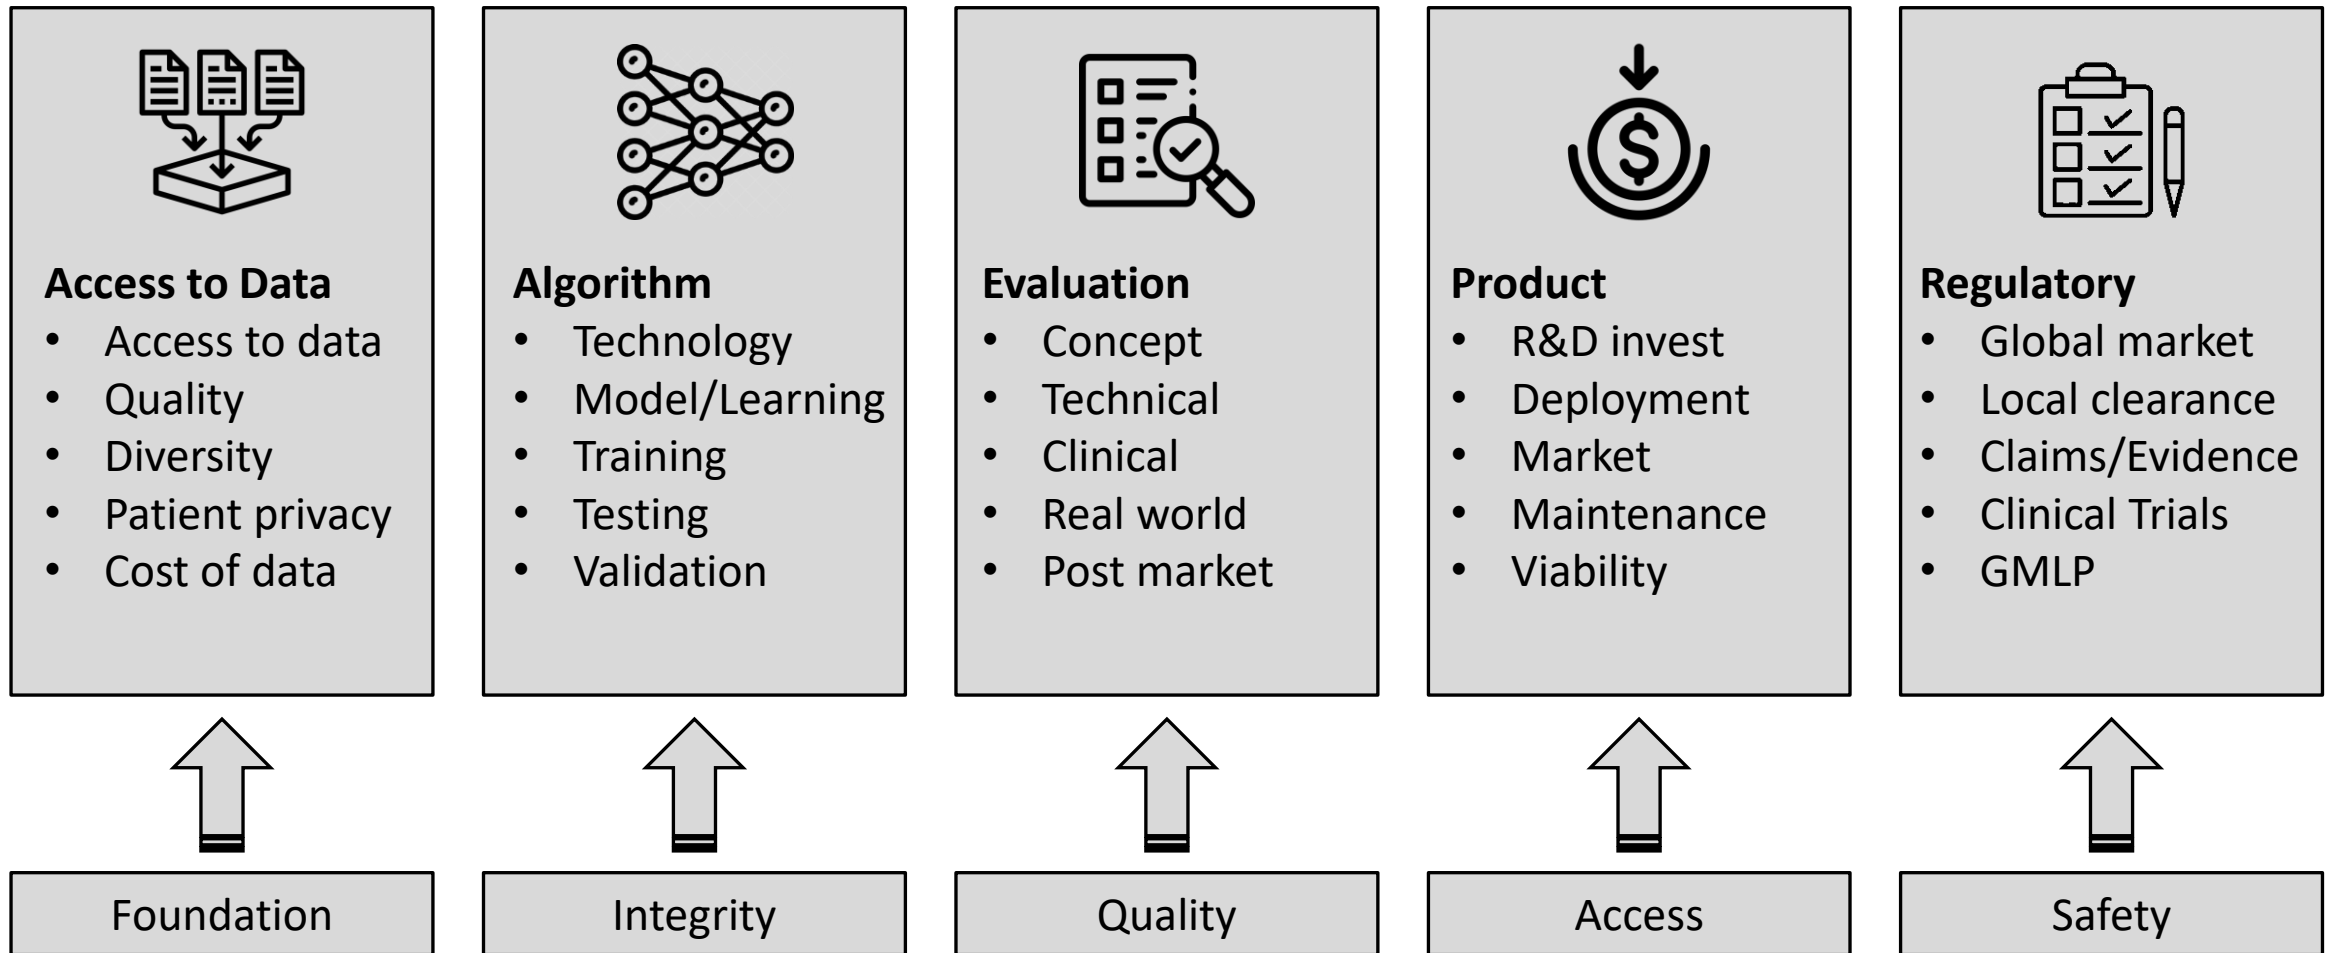 Access to Data
• Access to data
• Quality
• Diversity
• Patient privacy
• Cost of data
Algorithm
• Technology
• Model/Learning
• Training
• Testing
• Validation
Evaluation
• Concept
• Technical
• Clinical
• Real world
• Post market
Product
• R&D invest
• Deployment
• Market
• Maintenance
• Viability
Regulatory
• Global market
• Local clearance
• Claims/Evidence
• Clinical Trials
• GMLP
Foundation
Integrity
Quality
Access
Safety